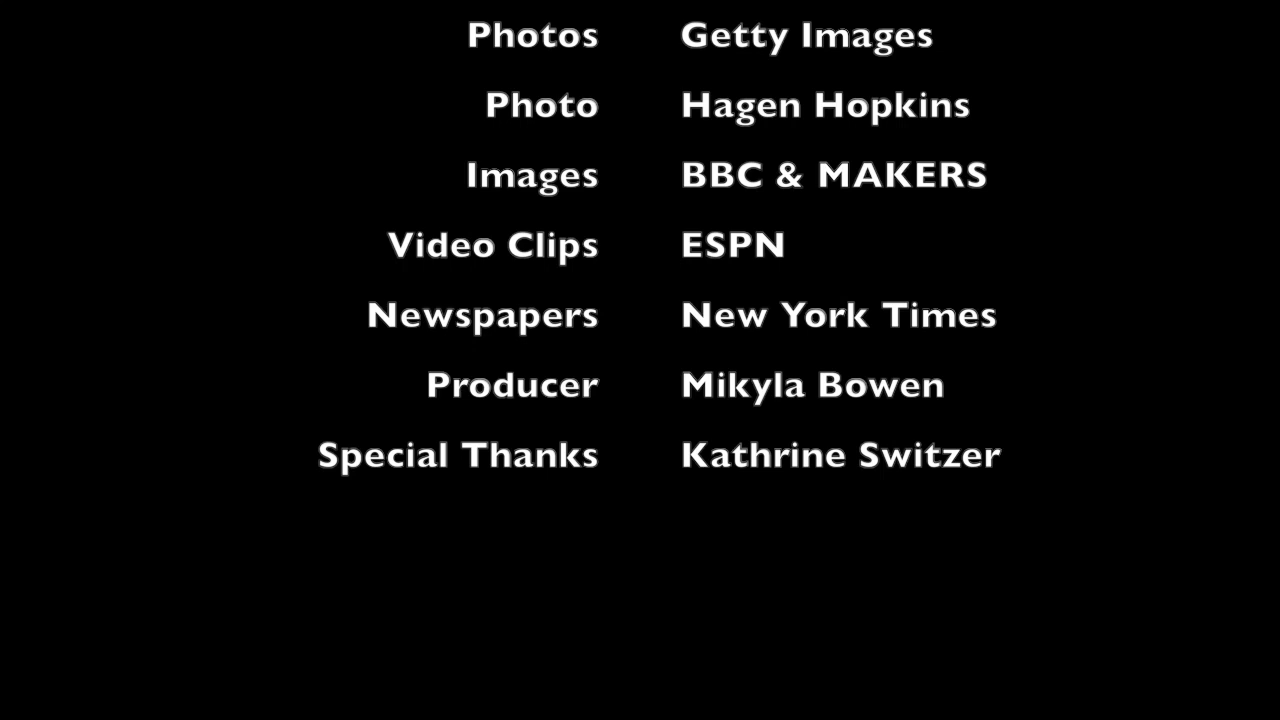 Photos Getty Images
Photo Hagen Hopkins
Images BBC & MAKERS
Video Clips ESPN
Newspapers New York Times
Producer Mikyla Bowen
Special Thanks Kathrine Switzer